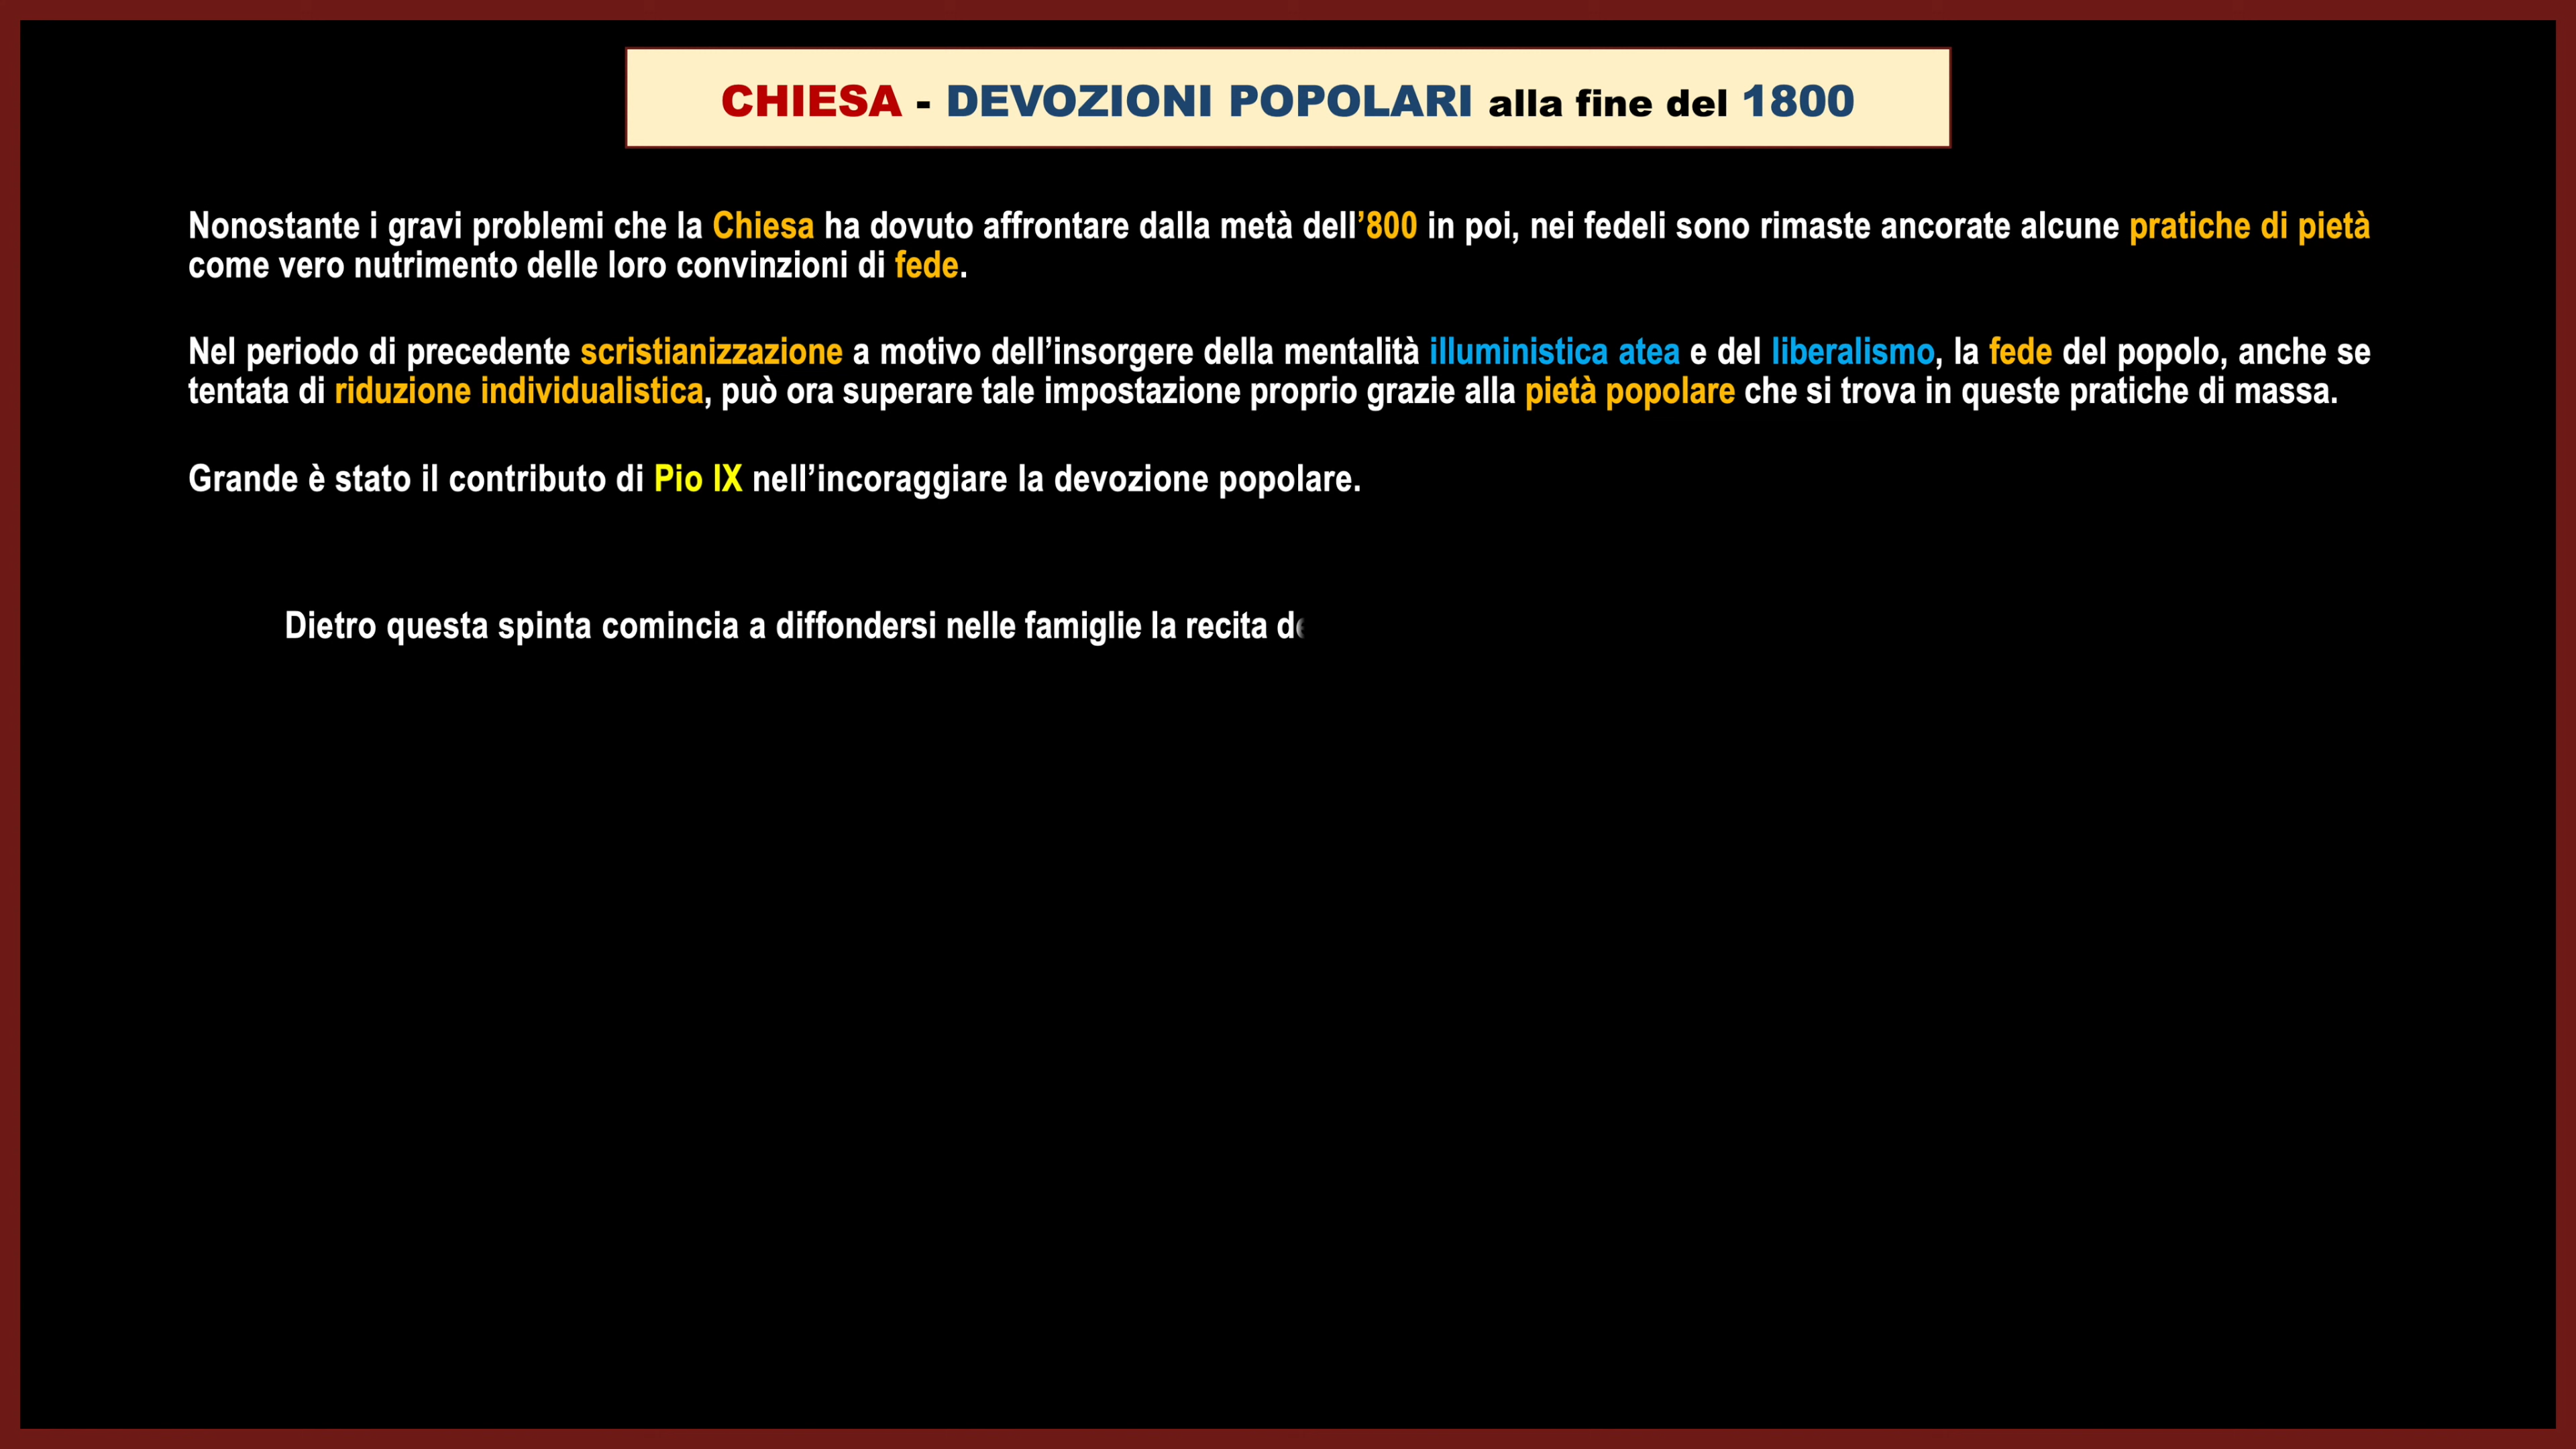 CHIESA - DEVOZIONI POPOLARI alla fine del 1800
Nonostante i gravi problemi che la Chiesa ha dovuto affrontare dalla metà dell’800 in poi, nei fedeli sono rimaste ancorate alcune pratiche di pietà
come vero nutrimento delle loro convinzioni di fede.
Nel periodo di precedente scristianizzazione a motivo dell’insorgere della mentalità illuministica atea e del liberalismo, la fede del popolo, anche se
tentata di riduzione individualistica, può ora superare tale impostazione proprio grazie alla pietà popolare che si trova in queste pratiche di massa.
Grande è stato il contributo di Pio IX nell’incoraggiare la devozione popolare.
Dietro questa spinta comincia a diffondersi nelle famiglie la recita